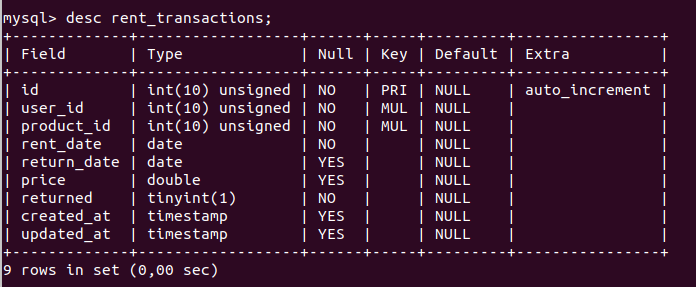 mysql> desc rent_transactions;
+-------------+------------------+------+-----+---------+----------------+
| Field       | Type             | Null | Key | Default | Extra          |
+-------------+------------------+------+-----+---------+----------------+
| id          | int(10) unsigned | NO   | PRI | NULL    | auto_increment |
| user_id     | int(10) unsigned | NO   | MUL | NULL    |                |
| product_id  | int(10) unsigned | NO   | MUL | NULL    |                |
| rent_date   | date             | NO   |     | NULL    |                |
| return_date | date             | YES  |     | NULL    |                |
| price       | double           | YES  |     | NULL    |                |
| returned    | tinyint(1)       | NO   |     | NULL    |                |
| created_at  | timestamp        | YES  |     | NULL    |                |
| updated_at  | timestamp        | YES  |     | NULL    |                |
+-------------+------------------+------+-----+---------+----------------+
9 rows in set (0,00 sec)